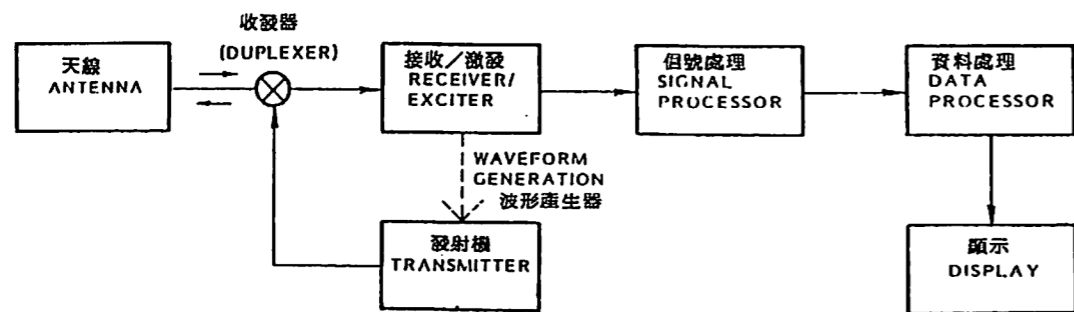 收發器
(DUPLEXER)
天線
ANTENNA
接收／激發
RECEIVER/
EXCITER
信號處理
SIGNAL
PROCESSOR
資料處理
DATA
PROCESSOR
WAVEFORM
GENERATION
波形產生器
發射機
TRANSMITTER
顯示
DISPLAY